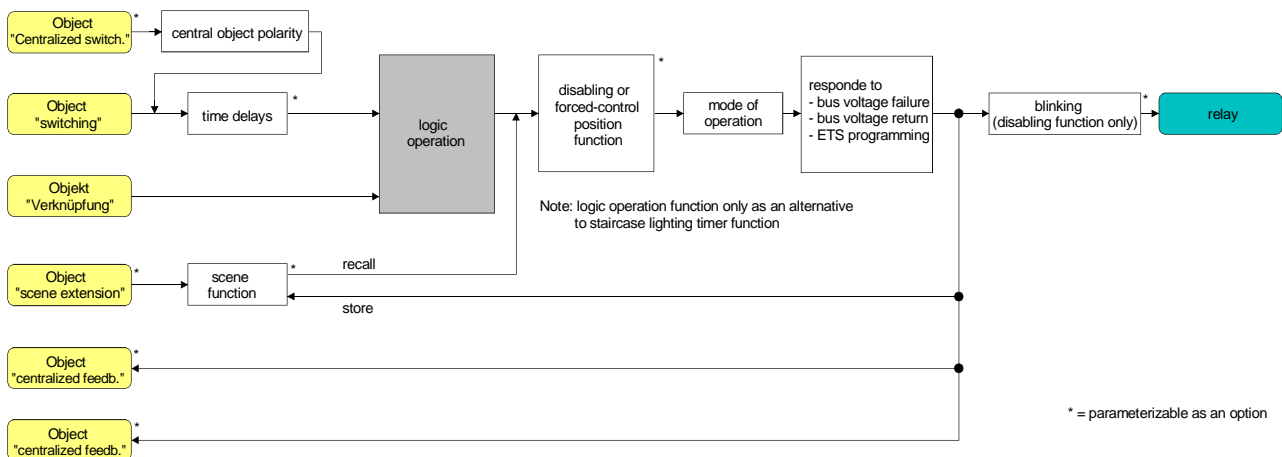 Object
"Centralized switch."
*
central object polarity
Object
"switching"
time delays
*
logic
operation
disabling or
forced-control
position
function
*
mode of
operation
responde to
- bus voltage failure
- bus voltage return
- ETS programming
blinking
(disabling function only)
*
relay
Objekt
"Verknüpfung"
Note: logic operation function only as an alternative
to staircase lighting timer function
Object
"scene extension"
*
scene
function
*
recall
store
Object
"centralized feedb."
*
* = parameterizable as an option
Object
"centralized feedb."
*